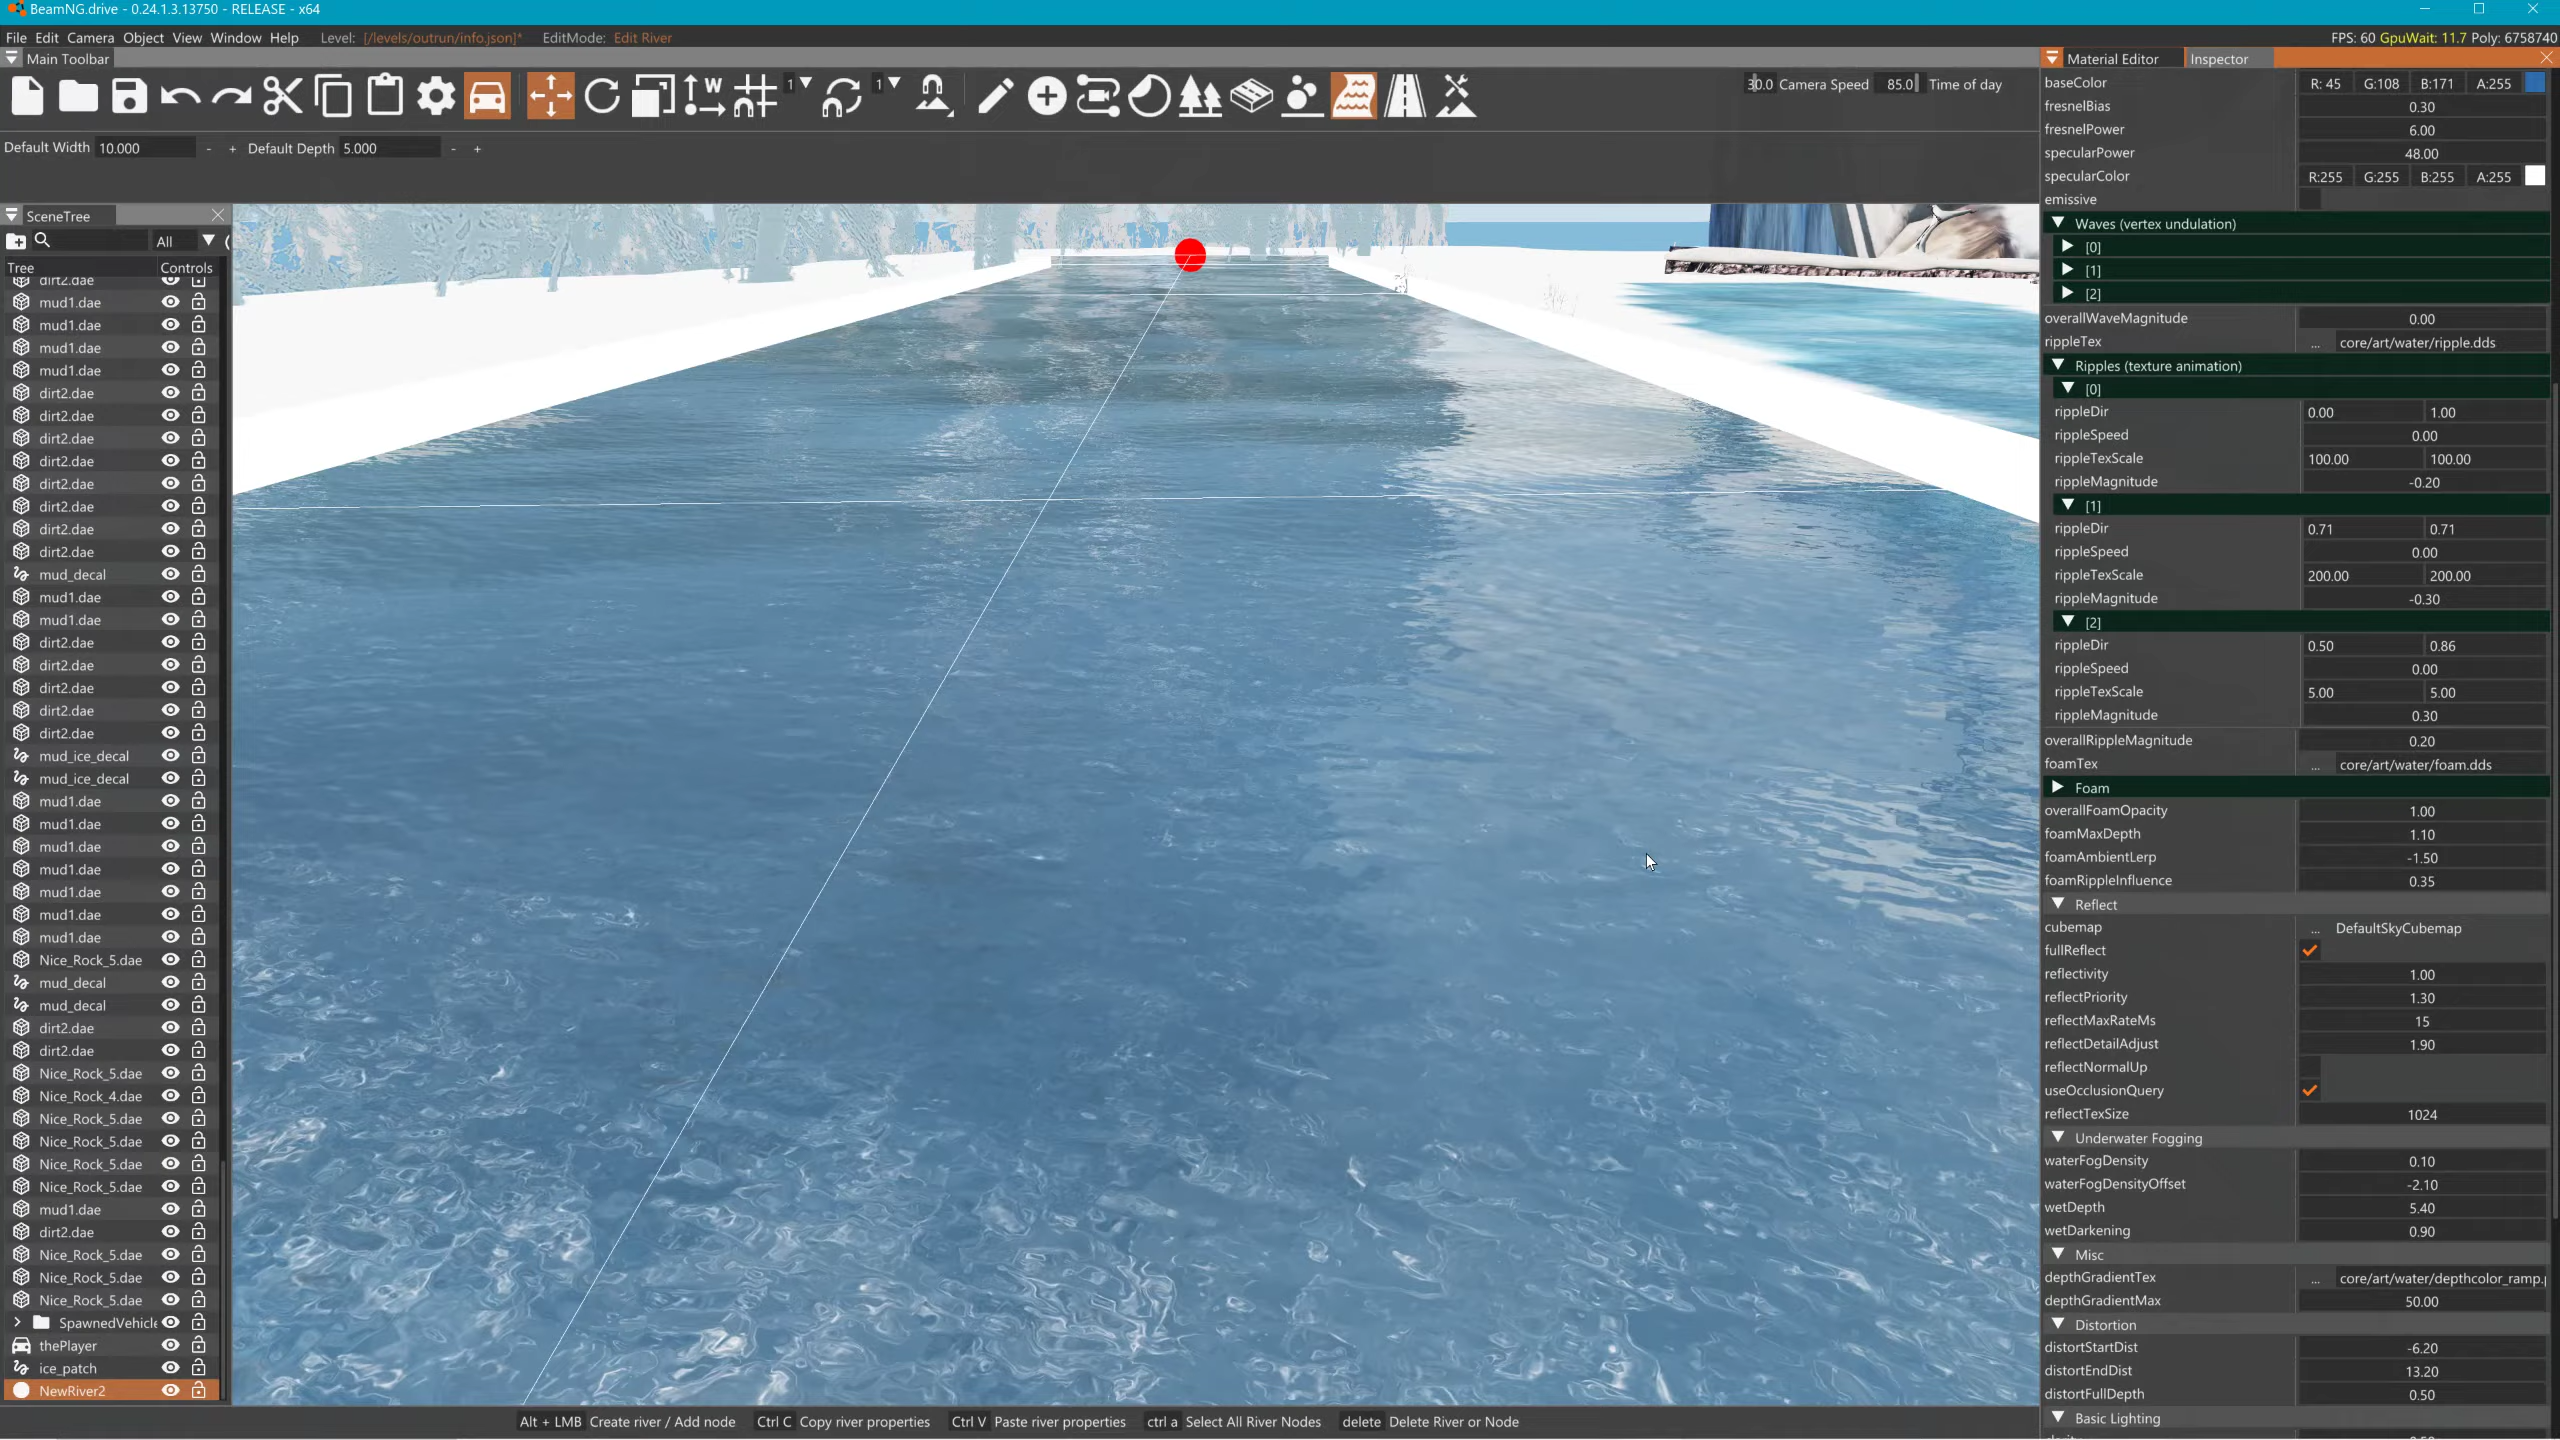 BeamNG.drive - 0.24.1.3.13750 - RELEASE - x64
File Edit Camera Object View Window Help Level: [/levels/outrun/info.json]* EditMode: Edit River FPS: 60 GpuWait: 11.7 Poly: 6758740
Main Toolbar
W 1 1 30.0 Camera Speed 85.0 Time of day
Default Width 10.000 - + Default Depth 5.000 - +
SceneTree
All
Tree Controls
dirt2.dae
mud1.dae
mud1.dae
mud1.dae
mud1.dae
dirt2.dae
dirt2.dae
dirt2.dae
dirt2.dae
dirt2.dae
dirt2.dae
dirt2.dae
dirt2.dae
mud_decal
mud1.dae
mud1.dae
dirt2.dae
dirt2.dae
dirt2.dae
dirt2.dae
dirt2.dae
mud_ice_decal
mud_ice_decal
mud1.dae
mud1.dae
mud1.dae
mud1.dae
mud1.dae
mud1.dae
mud1.dae
Nice_Rock_5.dae
mud_decal
mud_decal
dirt2.dae
dirt2.dae
Nice_Rock_5.dae
Nice_Rock_4.dae
Nice_Rock_5.dae
Nice_Rock_5.dae
Nice_Rock_5.dae
Nice_Rock_5.dae
mud1.dae
dirt2.dae
Nice_Rock_5.dae
Nice_Rock_5.dae
Nice_Rock_5.dae
SpawnedVehicle
thePlayer
ice_patch
NewRiver2
Alt + LMB Create river / Add node Ctrl C Copy river properties Ctrl V Paste river properties ctrl a Select All River Nodes delete Delete River or Node
Material Editor Inspector
baseColor R: 45 G:108 B:171 A:255
fresnelBias 0.30
fresnelPower 6.00
specularPower 48.00
specularColor R:255 G:255 B:255 A:255
emissive
Waves (vertex undulation)
[0]
[1]
[2]
overallWaveMagnitude 0.00
rippleTex ... core/art/water/ripple.dds
Ripples (texture animation)
[0]
rippleDir 0.00 1.00
rippleSpeed 0.00
rippleTexScale 100.00 100.00
rippleMagnitude -0.20
[1]
rippleDir 0.71 0.71
rippleSpeed 0.00
rippleTexScale 200.00 200.00
rippleMagnitude -0.30
[2]
rippleDir 0.50 0.86
rippleSpeed 0.00
rippleTexScale 5.00 5.00
rippleMagnitude 0.30
overallRippleMagnitude 0.20
foamTex ... core/art/water/foam.dds
Foam
overallFoamOpacity 1.00
foamMaxDepth 1.10
foamAmbientLerp -1.50
foamRippleInfluence 0.35
Reflect
cubemap ... DefaultSkyCubemap
fullReflect
reflectivity 1.00
reflectPriority 1.30
reflectMaxRateMs 15
reflectDetailAdjust 1.90
reflectNormalUp
useOcclusionQuery
reflectTexSize 1024
Underwater Fogging
waterFogDensity 0.10
waterFogDensityOffset -2.10
wetDepth 5.40
wetDarkening 0.90
Misc
depthGradientTex ... core/art/water/depthcolor_ramp.
depthGradientMax 50.00
Distortion
distortStartDist -6.20
distortEndDist 13.20
distortFullDepth 0.50
Basic Lighting